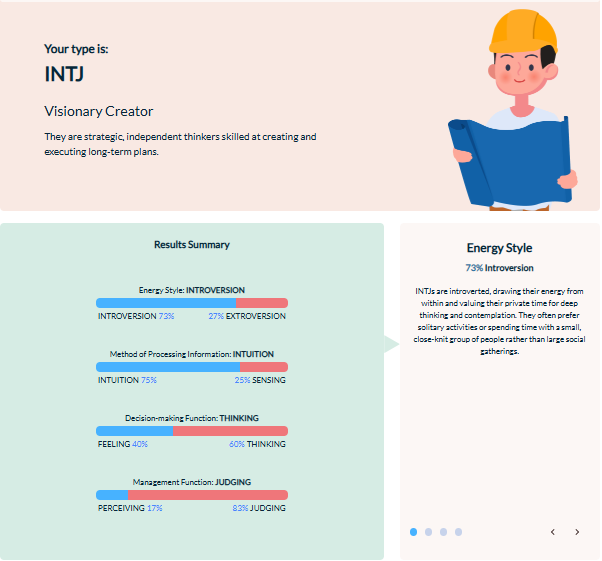 Your type is:
INTJ
Visionary Creator
They are strategic, independent thinkers skilled at creating and
executing long-term plans.
Results Summary
Energy Style: INTROVERSION
INTROVERSION 73% 27% EXTROVERSION
Method of Processing Information: INTUITION
INTUITION 75% 25% SENSING
Decision-making Function: THINKING
FEELING 40% 60% THINKING
Management Function: JUDGING
PERCEIVING 17% 83% JUDGING
Energy Style
73% Introversion
INTJs are introverted, drawing their energy from
within and valuing their private time for deep
thinking and contemplation. They often prefer
solitary activities or spending time with a small,
close-knit group of people rather than large social
gatherings.